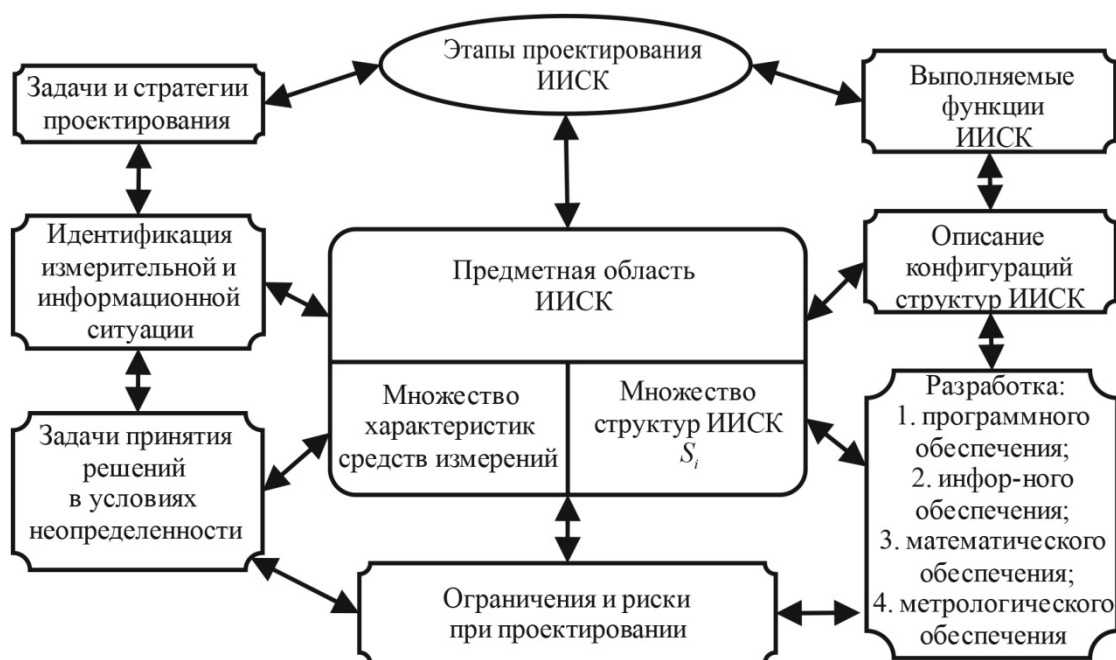 Этапы проектирования
ИИСК
Задачи и стратегии
проектирования
Выполняемые
функции
ИИСК
Идентификация
измерительной и
информационной
ситуации
Предметная область
ИИСК
Описание
конфигураций
структур ИИСК
Множество
характеристик
средств измерений
Множество
структур ИИСК
Si
Задачи принятия
решений
в условиях
неопределенности
Разработка:
1. программного
обеспечения;
2. инфор-ного
обеспечения;
3. математического
обеспечения;
4. метрологического
обеспечения
Ограничения и риски
при проектировании